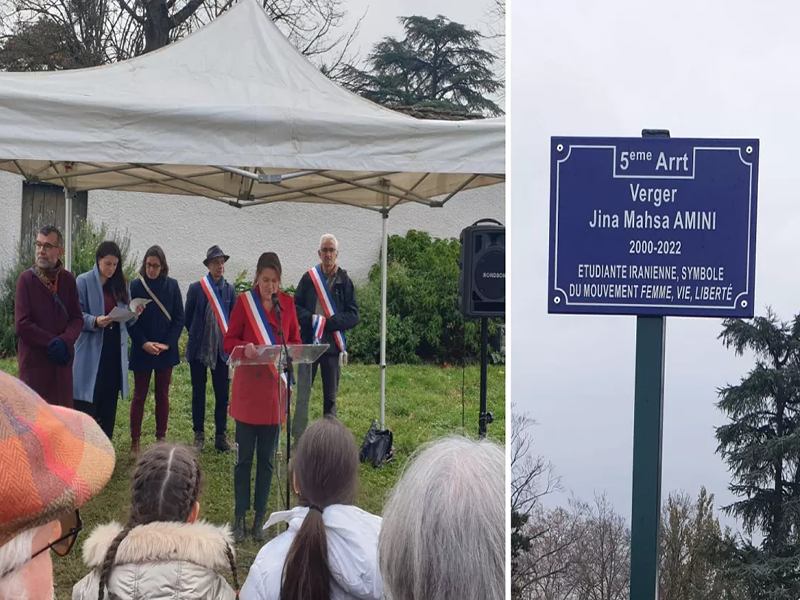 5eme Arrt
Verger
Jina Mahsa AMINI
2000-2022
ETUDIANTE IRANIENNE, SYMBOLE
DU MOUVEMENT FEMME, VIE, LIBERTÉ